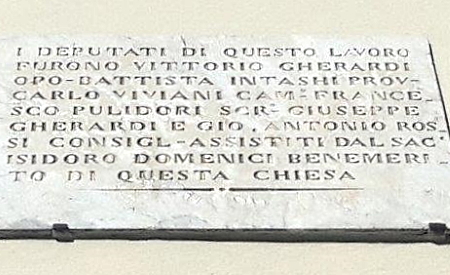 I DEPUTATI DI QUESTO LAVORO
FURONO VITTORIO GHERARDI
OPO-BATTISTA INTASHI PROV-
CARLO VIVIANI CAM: FRANCE-
SCO PULIDORI SCR: GIUSEPPE
GHERARDI E GIO. ANTONIO ROS-
SI CONSIGL-ASSISTITI DAL SAC:
ISIDORO DOMENICI BENEMERI-
TO DI QUESTA CHIESA